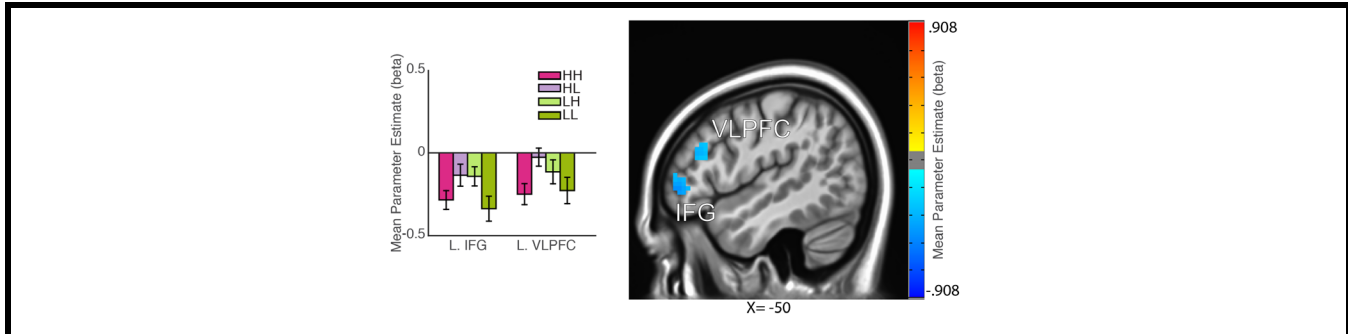 Mean Parameter Estimate (beta)
0.5
0
-0.5
HH
HL
LH
LL
L. IFG
L. VLPFC
VLPFC
IFG
X= -50
.908
-.908
Mean Parameter Estimate (beta)